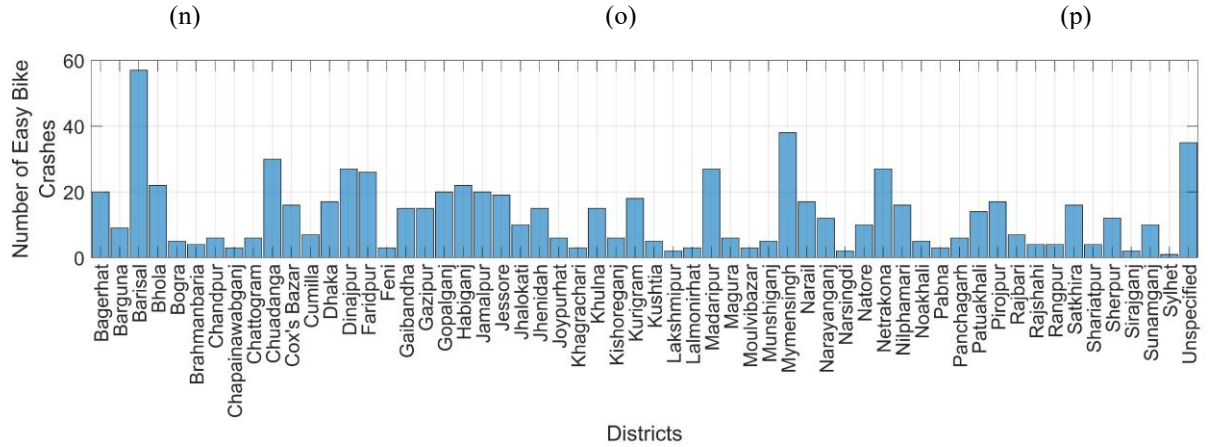 (n) (o) (p)
Number of Easy Bike
Crashes
60
40
20
0
Bagerhat
Barguna
Barisal
Bhola
Bogra
Brahmanbaria
Chandpur
Chapainawabganj
Chattogram
Chuadanga
Cox's Bazar
Cumilla
Dhaka
Dinajpur
Faridpur
Feni
Gaibandha
Gazipur
Gopalganj
Habiganj
Jamalpur
Jessore
Jhalokati
Jhenidah
Joypurhat
Khagrachari
Khulna
Kishoreganj
Kurigram
Kushtia
Lakshmipur
Lalmonirhat
Madaripur
Magura
Moulvibazar
Munshiganj
Mymensingh
Narail
Narayanganj
Narsingdi
Natore
Netrakona
Nilphamari
Noakhali
Pabna
Panchagarh
Patuakhali
Pirojpur
Rajbari
Rajshahi
Rangpur
Satkhira
Shariatpur
Sherpur
Sirajganj
Sunamganj
Sylhet
Unspecified
Districts